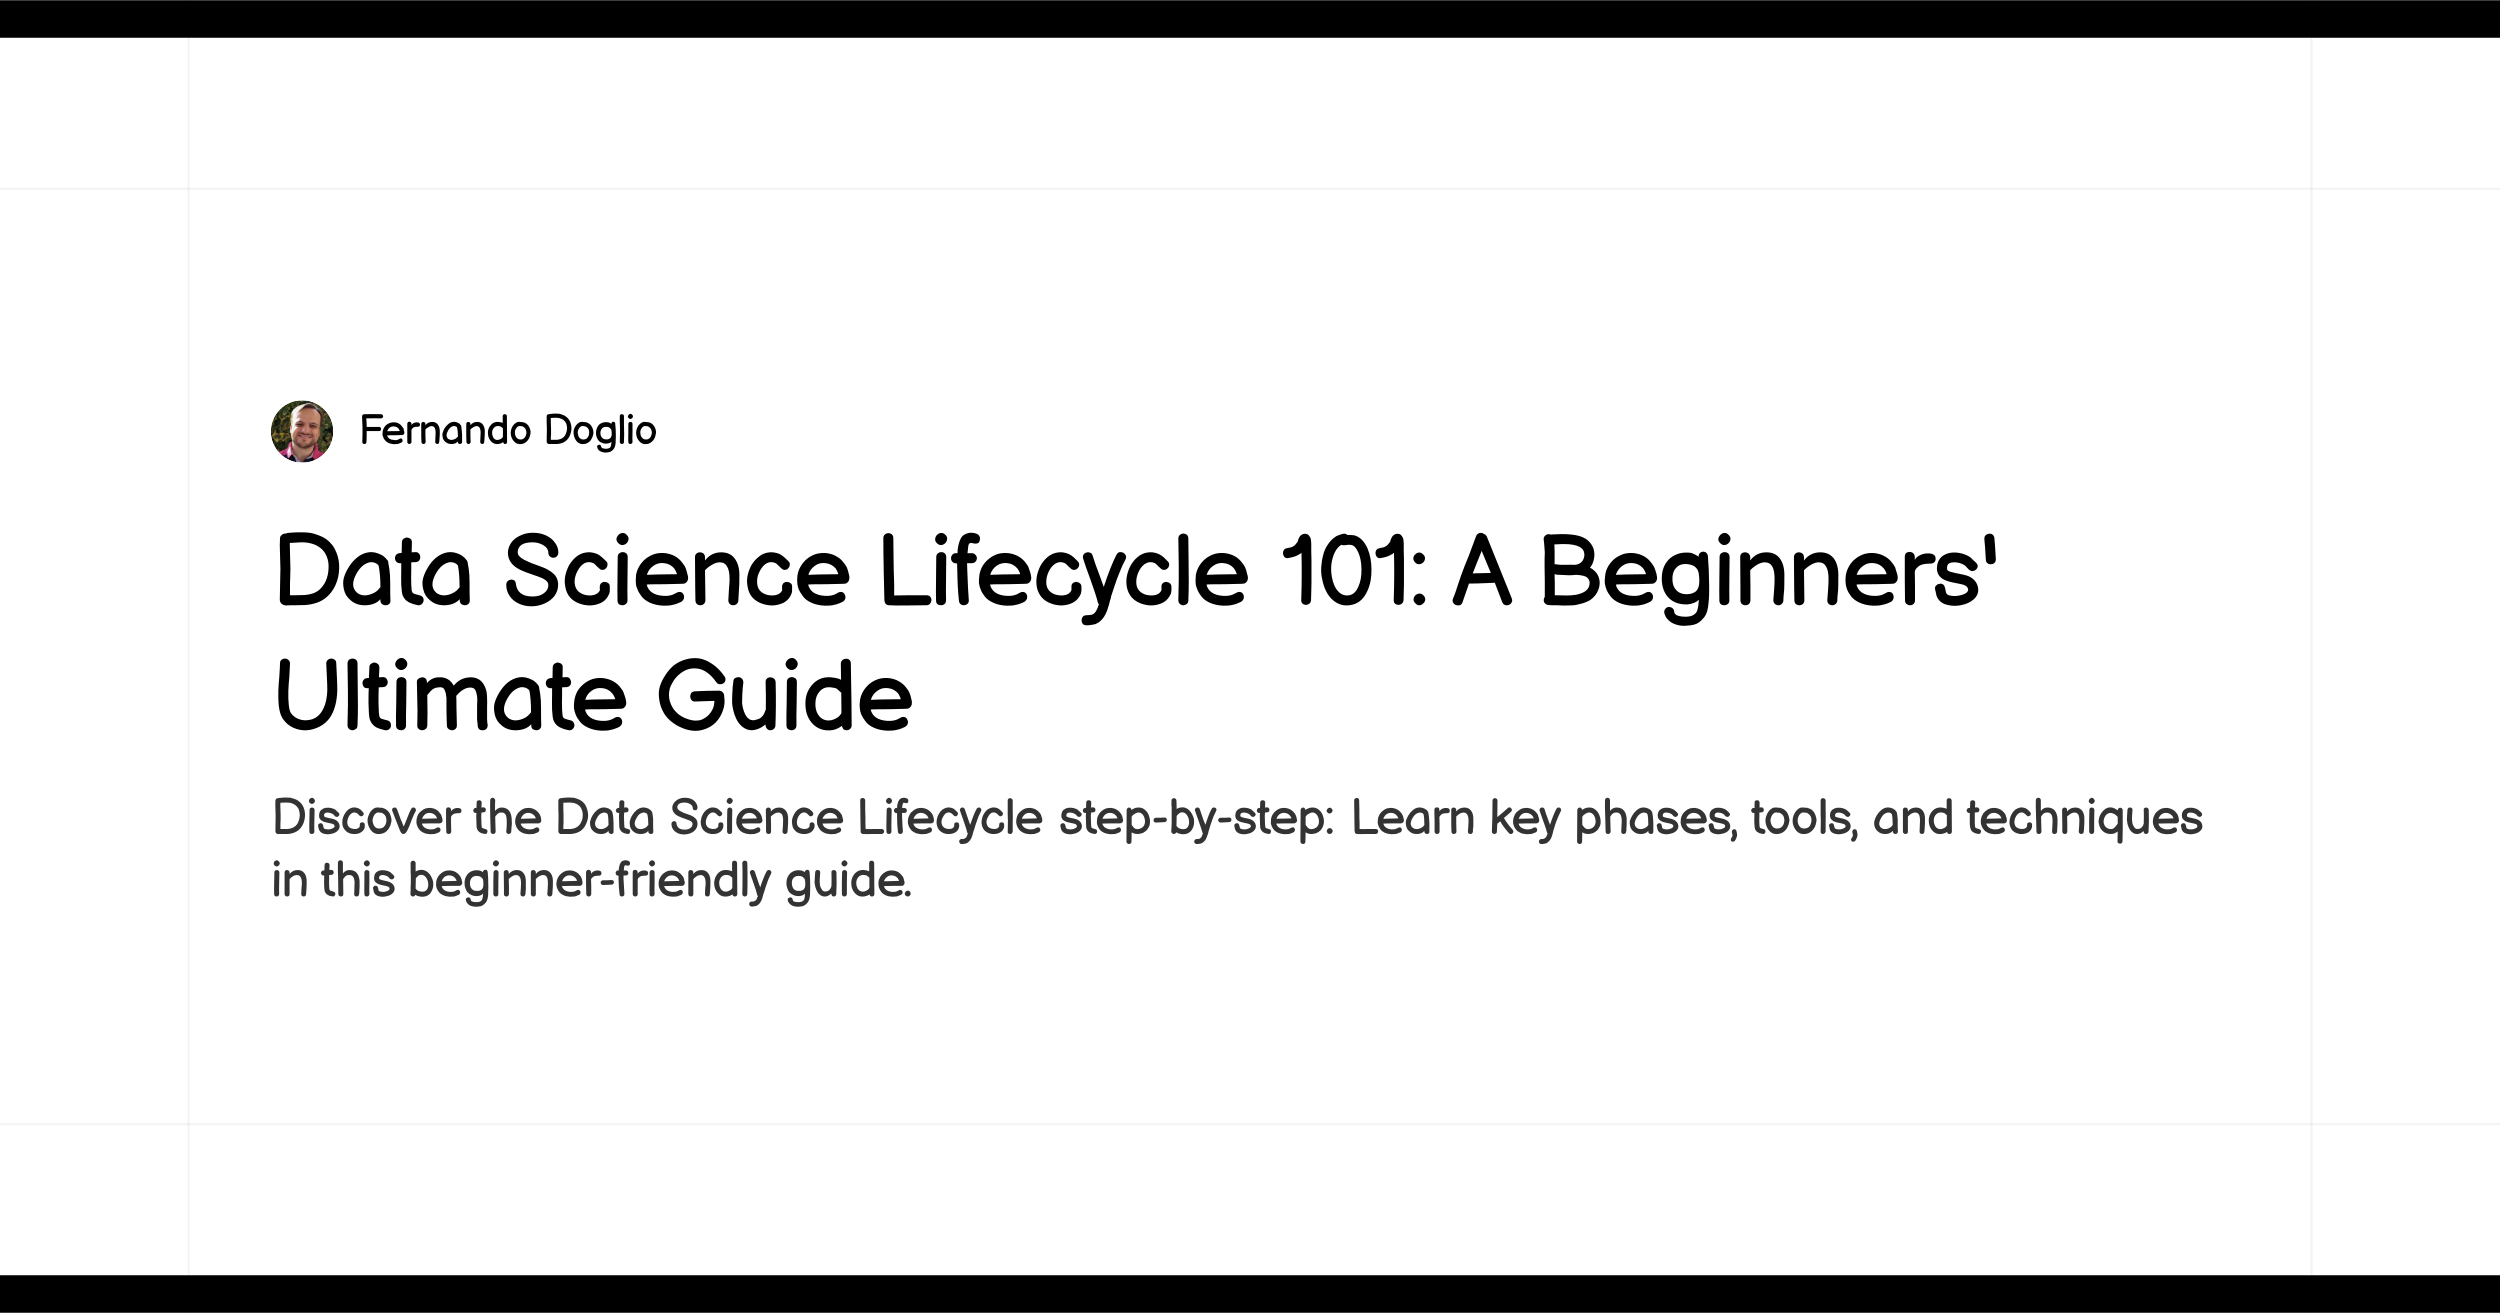 Fernando Doglio
Data Science Lifecycle 101: A Beginners'
Ultimate Guide
Discover the Data Science Lifecycle step-by-step: Learn key phases, tools, and techniques
in this beginner-friendly guide.